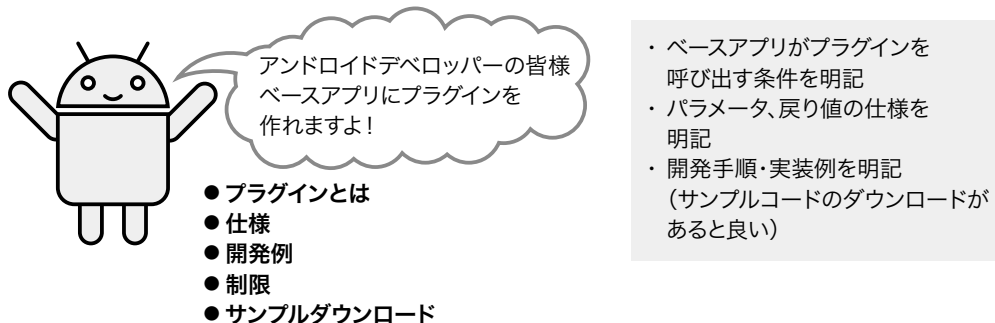 アンドロイドデベロッパーの皆様
ベースアプリにプラグインを
作れますよ！
● プラグインとは
● 仕様
● 開発例
● 制限
● サンプルダウンロード
・ ベースアプリがプラグインを
呼び出す条件を明記
・ パラメータ、戻り値の仕様を
明記
・ 開発手順・実装例を明記
（サンプルコードのダウンロードが
あると良い）